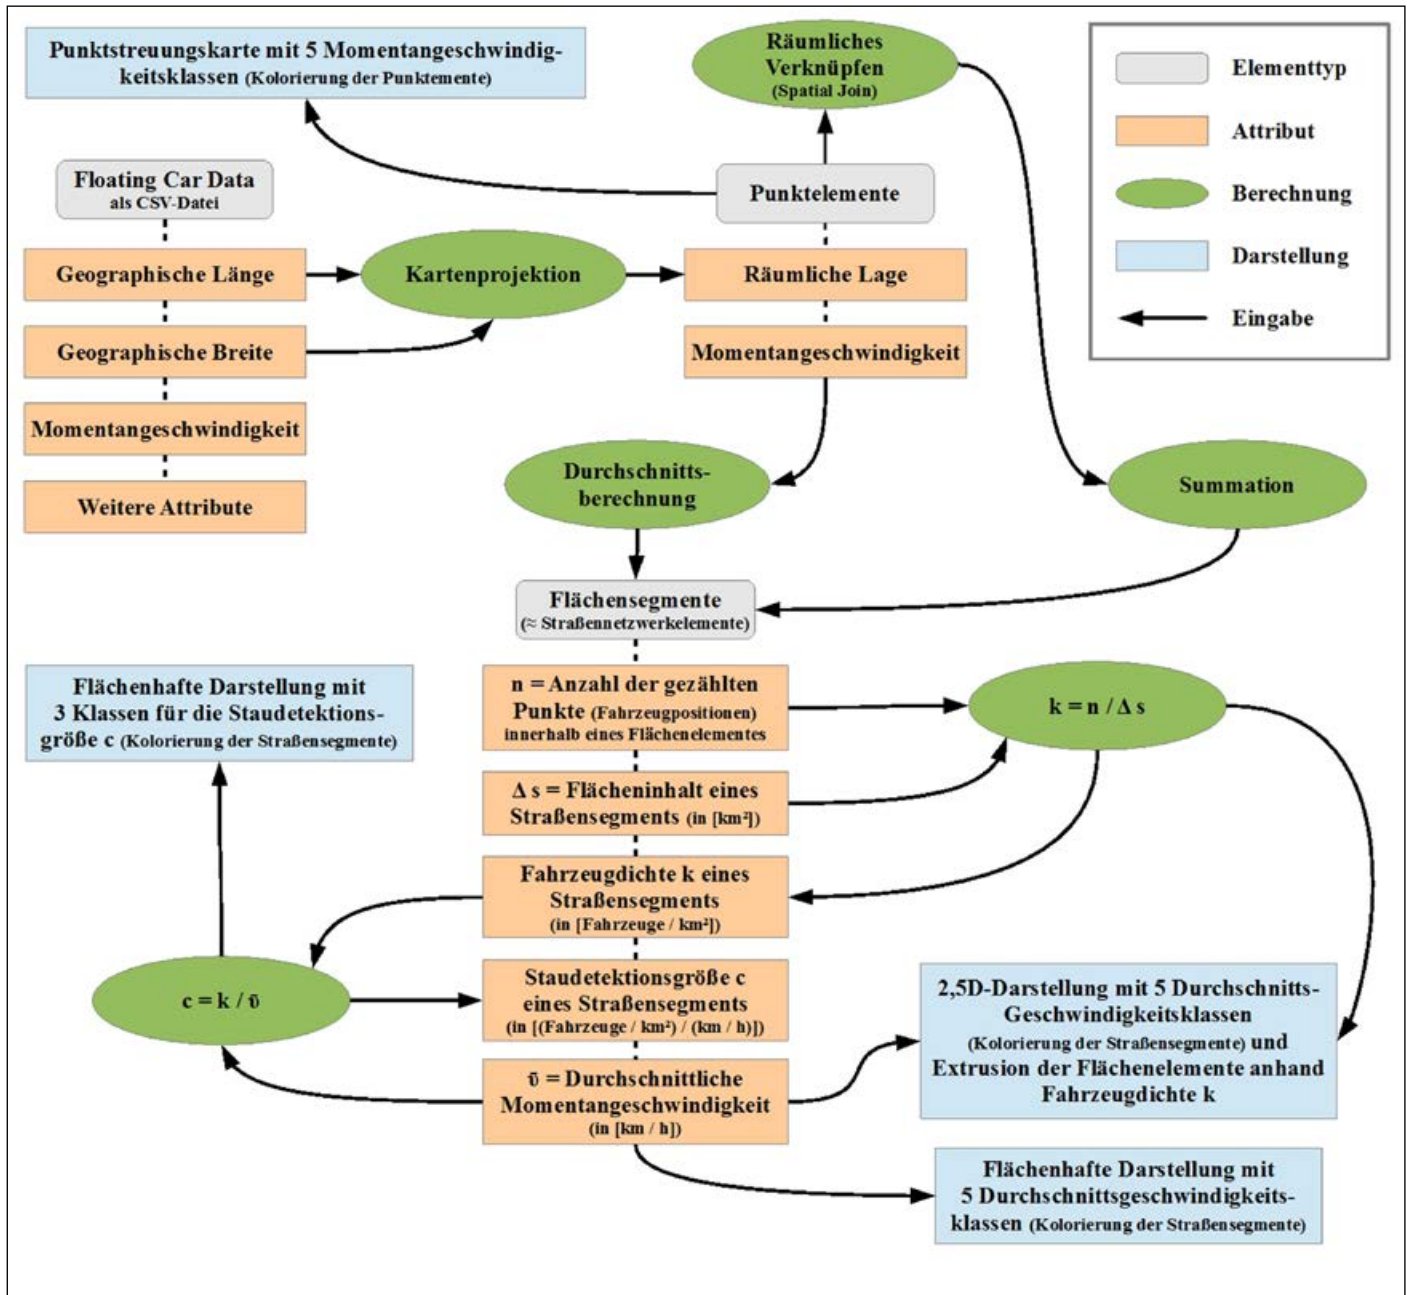 Punktstreuungskarte mit 5 Momentangeschwindig-
keitsklassen (Kolorierung der Punktemente)
Räumliches
Verknüpfen
(Spatial Join)
Elementtyp
Attribut
Berechnung
Darstellung
Eingabe
Floating Car Data
als CSV-Datei
Punktelemente
Geographische Länge
Kartenprojektion
Räumliche Lage
Geographische Breite
Momentangeschwindigkeit
Momentangeschwindigkeit
Weitere Attribute
Durchschnitts-
berechnung
Summation
Flächensegmente
(≈ Straßennetzwerkelemente)
n = Anzahl der gezählten
Punkte (Fahrzeugpositionen)
innerhalb eines Flächenelementes
k = n / Δ s
Flächenhafte Darstellung mit
3 Klassen für die Staudetektions-
größe c (Kolorierung der Straßensegmente)
Δ s = Flächeninhalt eines
Straßensegments (in [km²])
Fahrzeugdichte k eines
Straßensegments
(in [Fahrzeuge / km²])
c = k / ῡ
Staudetektionsgröße c
eines Straßensegments
(in [(Fahrzeuge / km²) / (km / h)])
2,5D-Darstellung mit 5 Durchschnitts-
Geschwindigkeitsklassen
(Kolorierung der Straßensegmente) und
Extrusion der Flächenelemente anhand
Fahrzeugdichte k
ῡ = Durchschnittliche
Momentangeschwindigkeit
(in [km / h])
Flächenhafte Darstellung mit
5 Durchschnittsgeschwindigkeits-
klassen (Kolorierung der Straßensegmente)